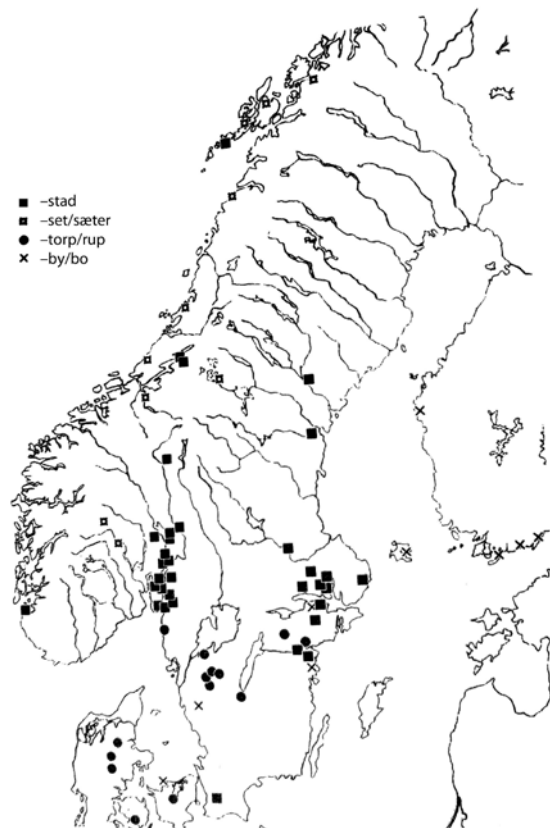 –stad
–set/sæter
–torp/rup
–by/bo